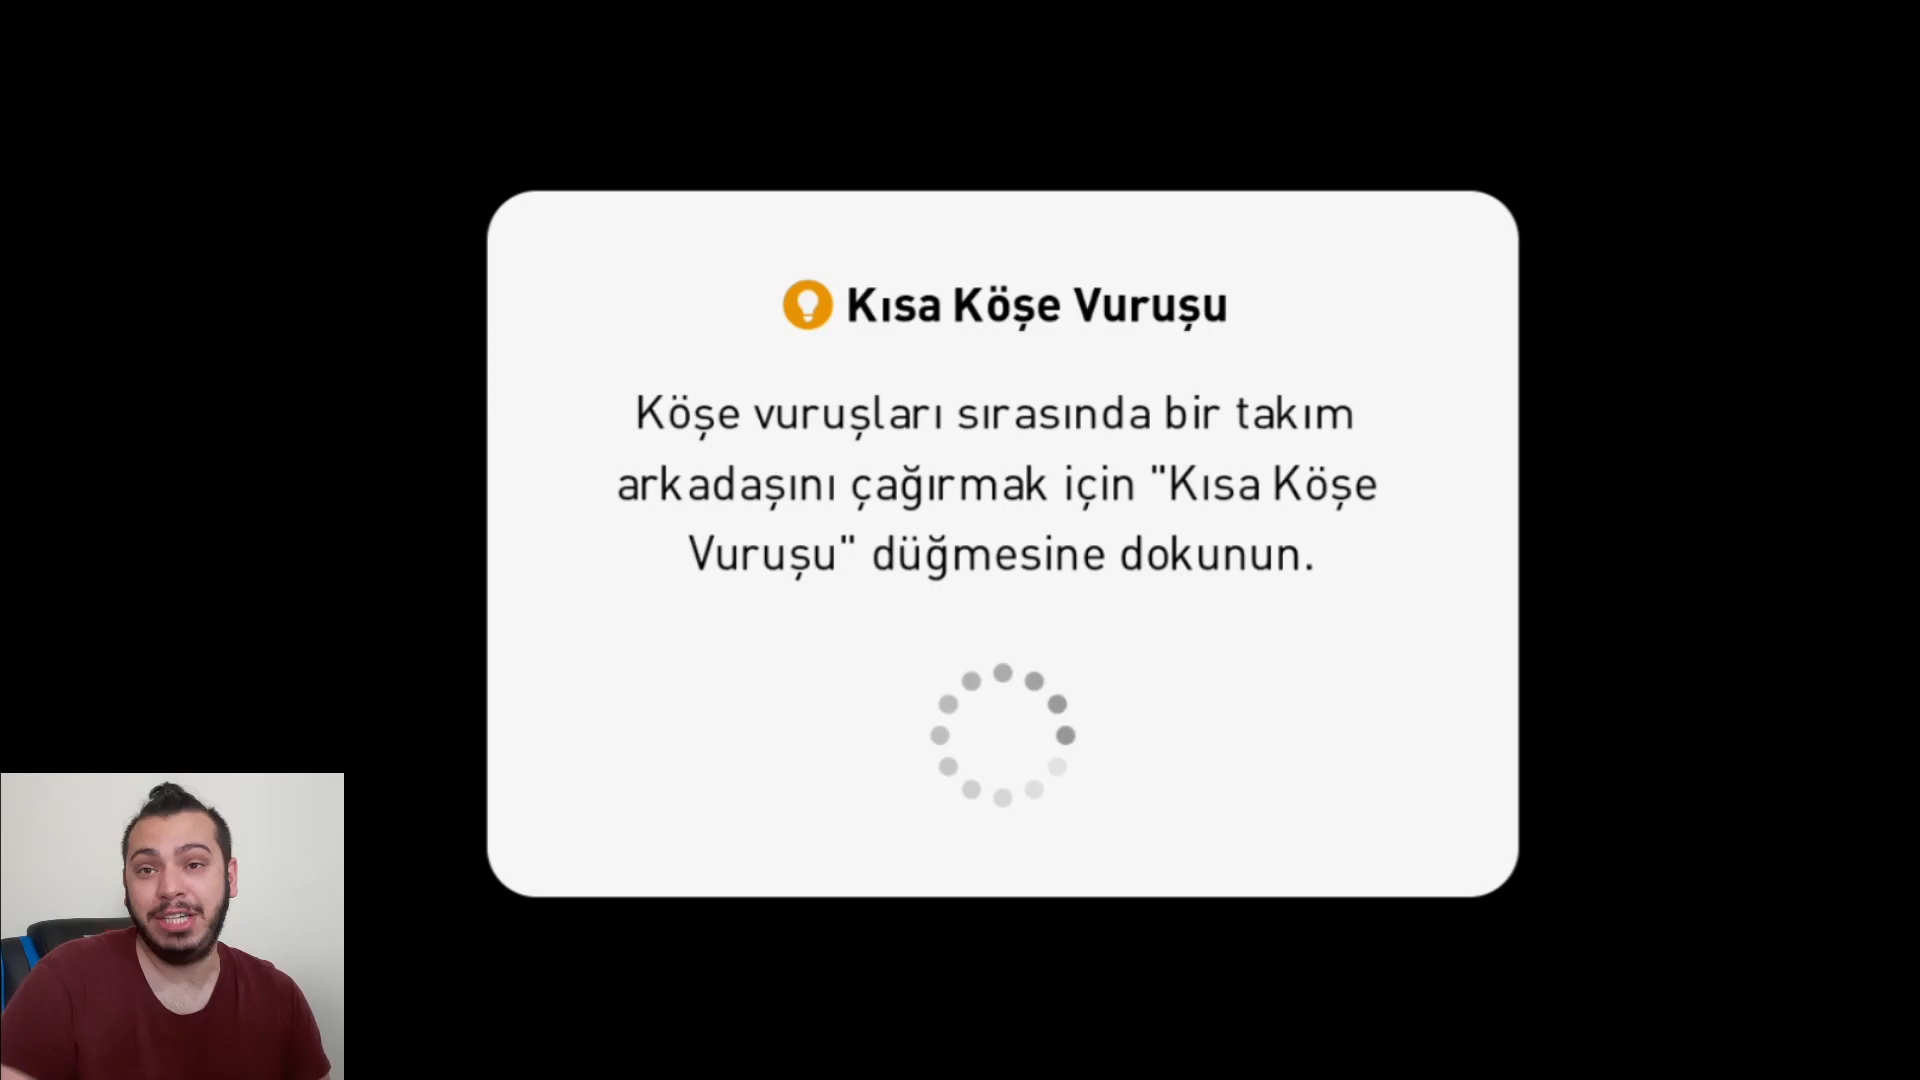 Kısa Köşe Vuruşu
Köşe vuruşları sırasında bir takım
arkadaşını çağırmak için "Kısa Köşe
Vuruşu" düğmesine dokunun.